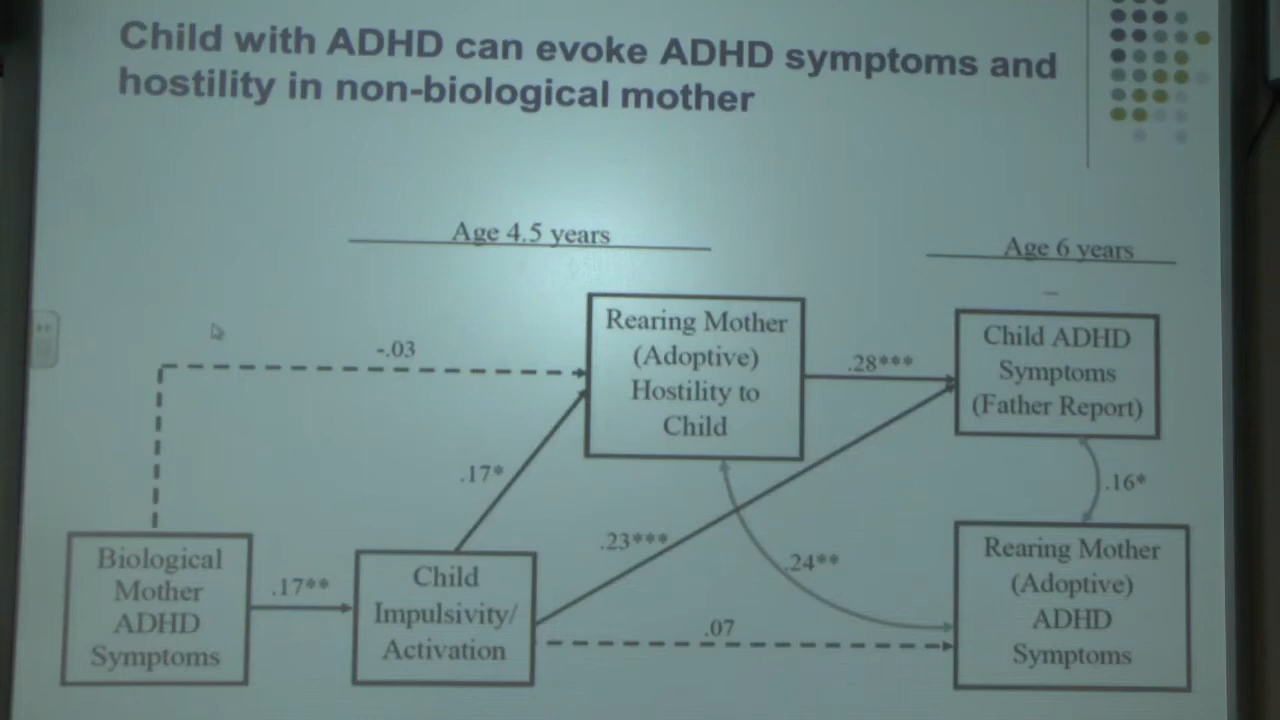 Child with ADHD can evoke ADHD symptoms and
hostility in non-biological mother
Age 4.5 years
Age 6 years
Rearing Mother
(Adoptive)
Hostility to
Child
Child ADHD
Symptoms
(Father Report)
-.03
.28***
.17*
.16*
Biological
Mother
ADHD
Symptoms
.17**
Child
Impulsivity/
Activation
.23***
.24**
.07
Rearing Mother
(Adoptive)
ADHD
Symptoms